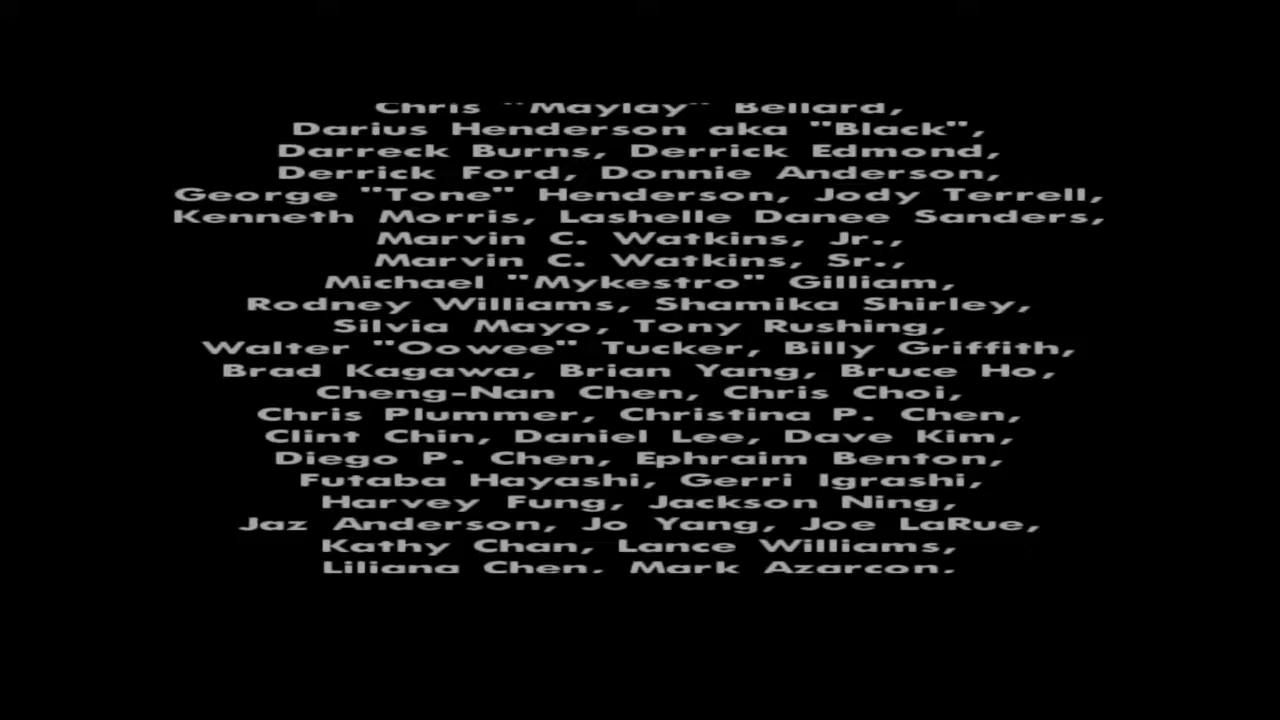 Chris "Maylay" Bellard,
Darius Henderson aka "Black",
Darreck Burns, Derrick Edmond,
Derrick Ford, Donnie Anderson,
George "Tone" Henderson, Jody Terrell,
Kenneth Morris, Lashelle Danee Sanders,
Marvin C. Watkins, Jr.,
Marvin C. Watkins, Sr.,
Michael "Mykestro" Gilliam,
Rodney Williams, Shamika Shirley,
Silvia Mayo, Tony Rushing,
Walter "Oowee" Tucker, Billy Griffith,
Brad Kagawa, Brian Yang, Bruce Ho,
Cheng-Nan Chen, Chris Choi,
Chris Plummer, Christina P. Chen,
Clint Chin, Daniel Lee, Dave Kim,
Diego P. Chen, Ephraim Benton,
Futaba Hayashi, Gerri Igrashi,
Harvey Fung, Jackson Ning,
Jaz Anderson, Jo Yang, Joe LaRue,
Kathy Chan, Lance Williams,
Liliana Chen, Mark Azarcon,